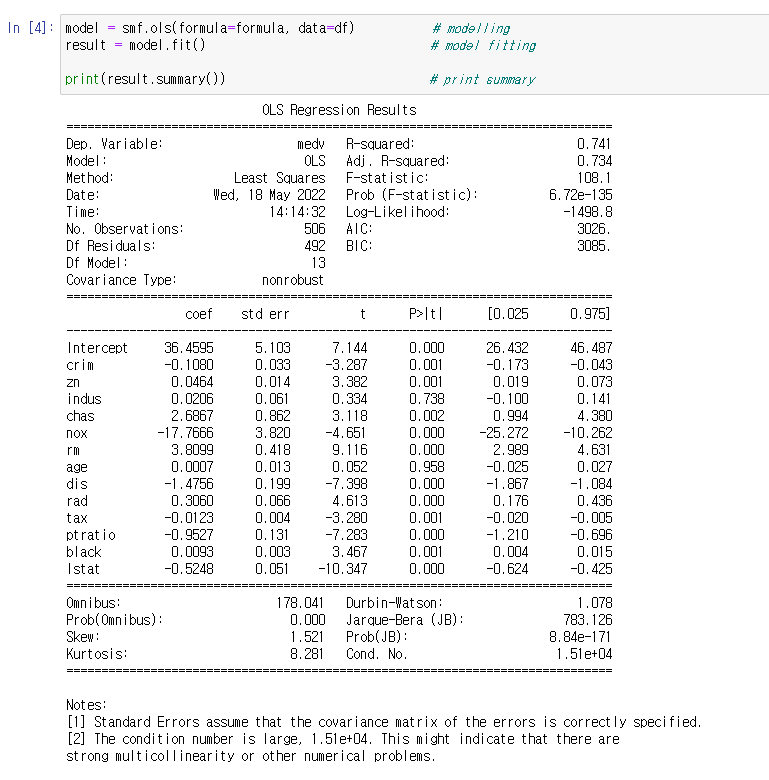 In [4]: model = smf.ols(formula=formula, data=df) # modelling
result = model.fit() # model fitting
print(result.summary()) # print summary
OLS Regression Results
==============================================================================
Dep. Variable: medv R-squared: 0.741
Model: OLS Adj. R-squared: 0.734
Method: Least Squares F-statistic: 108.1
Date: Wed, 18 May 2022 Prob (F-statistic): 6.72e-135
Time: 14:14:32 Log-Likelihood: -1498.8
No. Observations: 506 AIC: 3026.
Df Residuals: 492 BIC: 3085.
Df Model: 13
Covariance Type: nonrobust
==============================================================================
coef std err t P>|t| [0.025 0.975]
------------------------------------------------------------------------------
Intercept 36.4595 5.103 7.144 0.000 26.432 46.487
crim -0.1080 0.033 -3.287 0.001 -0.173 -0.043
zn 0.0464 0.014 3.382 0.001 0.019 0.073
indus 0.0206 0.061 0.334 0.738 -0.100 0.141
chas 2.6867 0.862 3.118 0.002 0.994 4.380
nox -17.7666 3.820 -4.651 0.000 -25.272 -10.262
rm 3.8099 0.418 9.116 0.000 2.989 4.631
age 0.0007 0.013 0.052 0.958 -0.025 0.027
dis -1.4756 0.199 -7.398 0.000 -1.867 -1.084
rad 0.3060 0.066 4.613 0.000 0.176 0.436
tax -0.0123 0.004 -3.280 0.001 -0.020 -0.005
ptratio -0.9527 0.131 -7.283 0.000 -1.210 -0.696
black 0.0093 0.003 3.467 0.001 0.004 0.015
lstat -0.5248 0.051 -10.347 0.000 -0.624 -0.425
==============================================================================
Omnibus: 178.041 Durbin-Watson: 1.078
Prob(Omnibus): 0.000 Jarque-Bera (JB): 783.126
Skew: 1.521 Prob(JB): 8.84e-171
Kurtosis: 8.281 Cond. No. 1.51e+04
==============================================================================
Notes:
[1] Standard Errors assume that the covariance matrix of the errors is correctly specified.
[2] The condition number is large, 1.51e+04. This might indicate that there are
strong multicollinearity or other numerical problems.